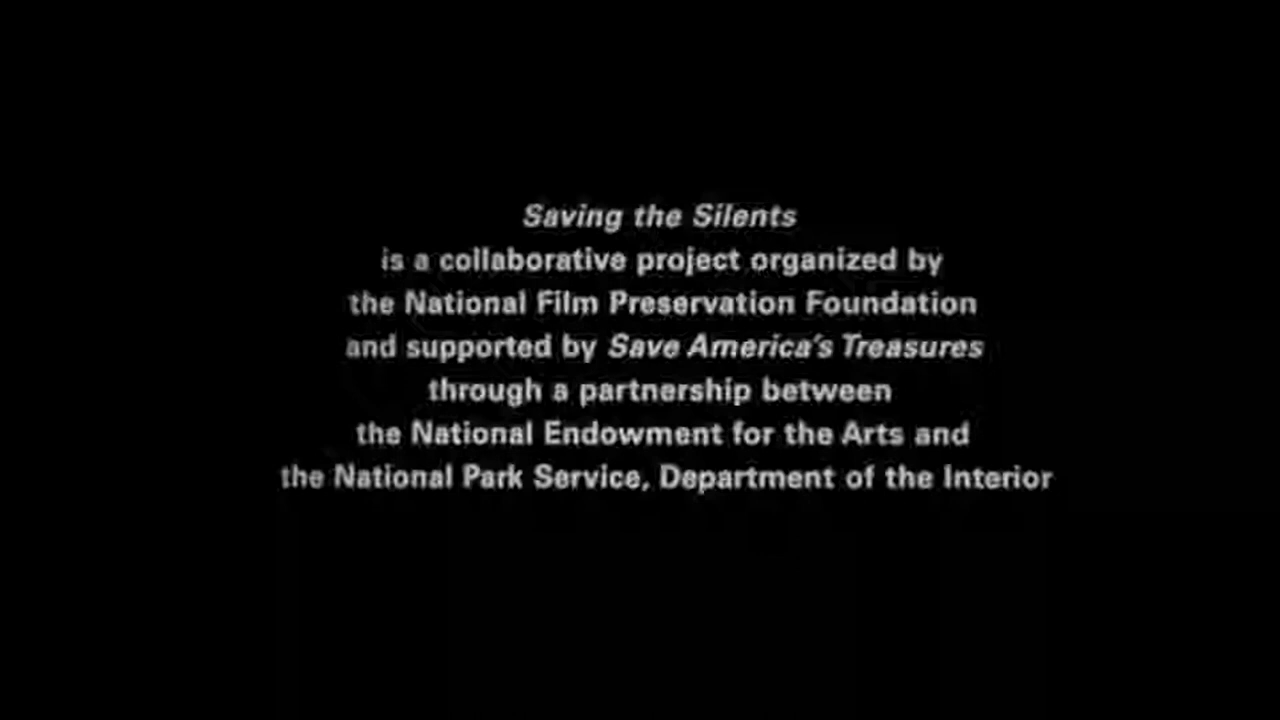 Saving the Silents
is a collaborative project organized by
the National Film Preservation Foundation
and supported by Save America's Treasures
through a partnership between
the National Endowment for the Arts and
the National Park Service, Department of the Interior